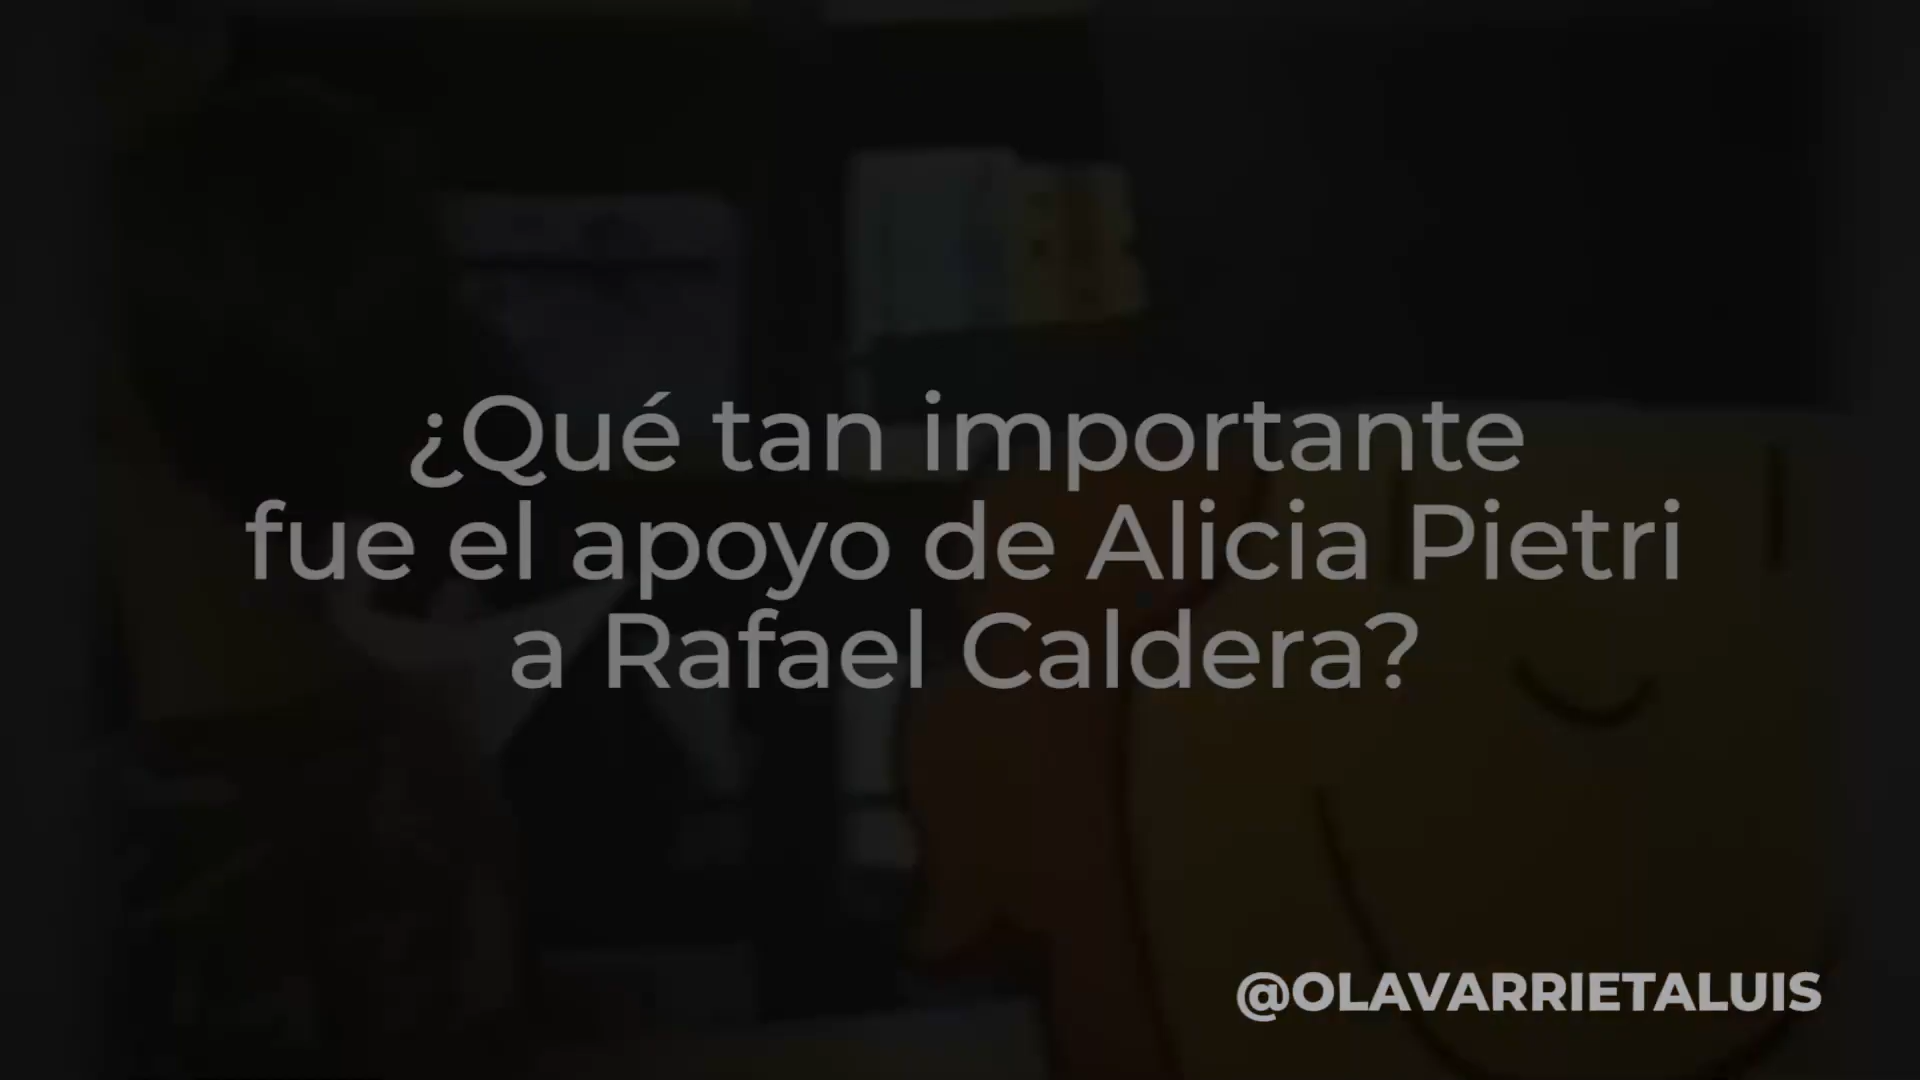 ¿Qué tan importante
fue el apoyo de Alicia Pietri
a Rafael Caldera?
@OLAVARRIETALUIS